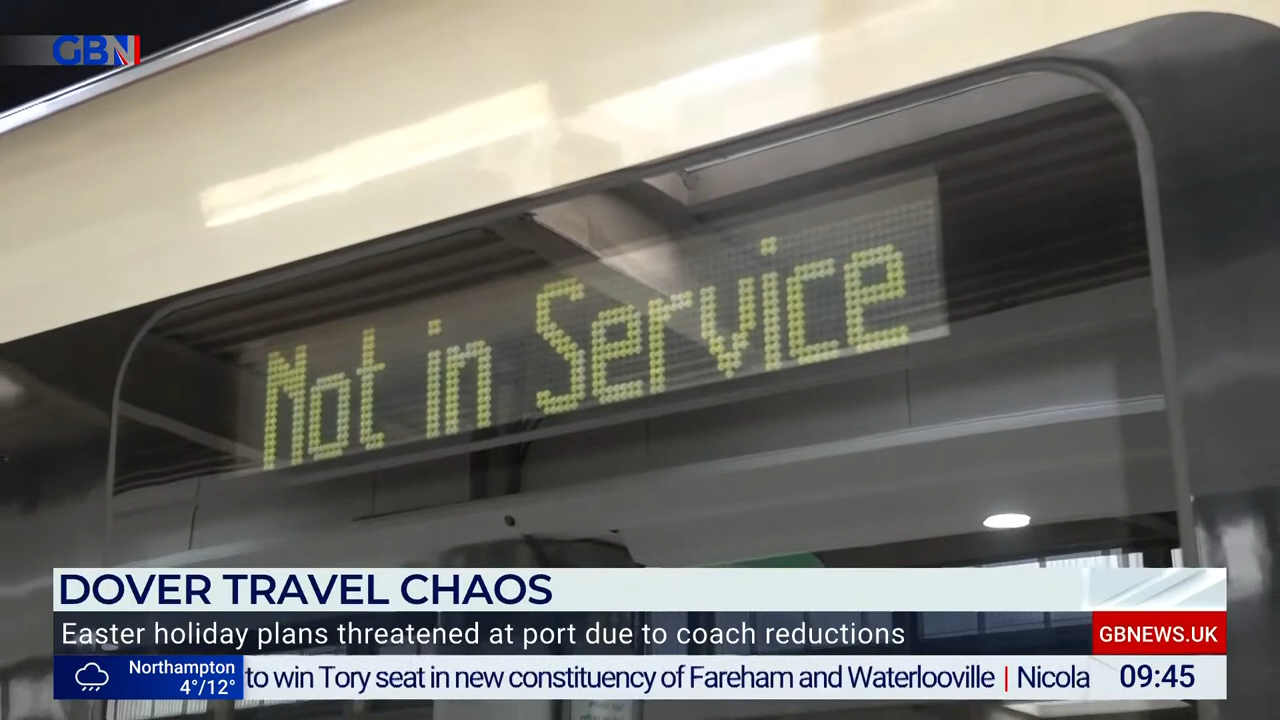 GBN
Not in Service
DOVER TRAVEL CHAOS
Easter holiday plans threatened at port due to coach reductions
GBNEWS.UK
Northampton
4°/12°
to win Tory seat in new constituency of Fareham and Waterlooville | Nicola
09:45